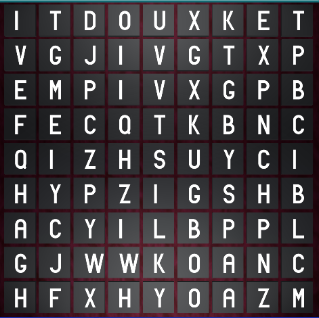 I T D O U X K E T
V G J I V G T X P
E M P I V X G P B
F E C Q T K B N C
Q I Z H S U Y C I
H Y P Z I G S H B
A C Y I L B P P L
G J W W K O A N C
H F X H Y O A Z M